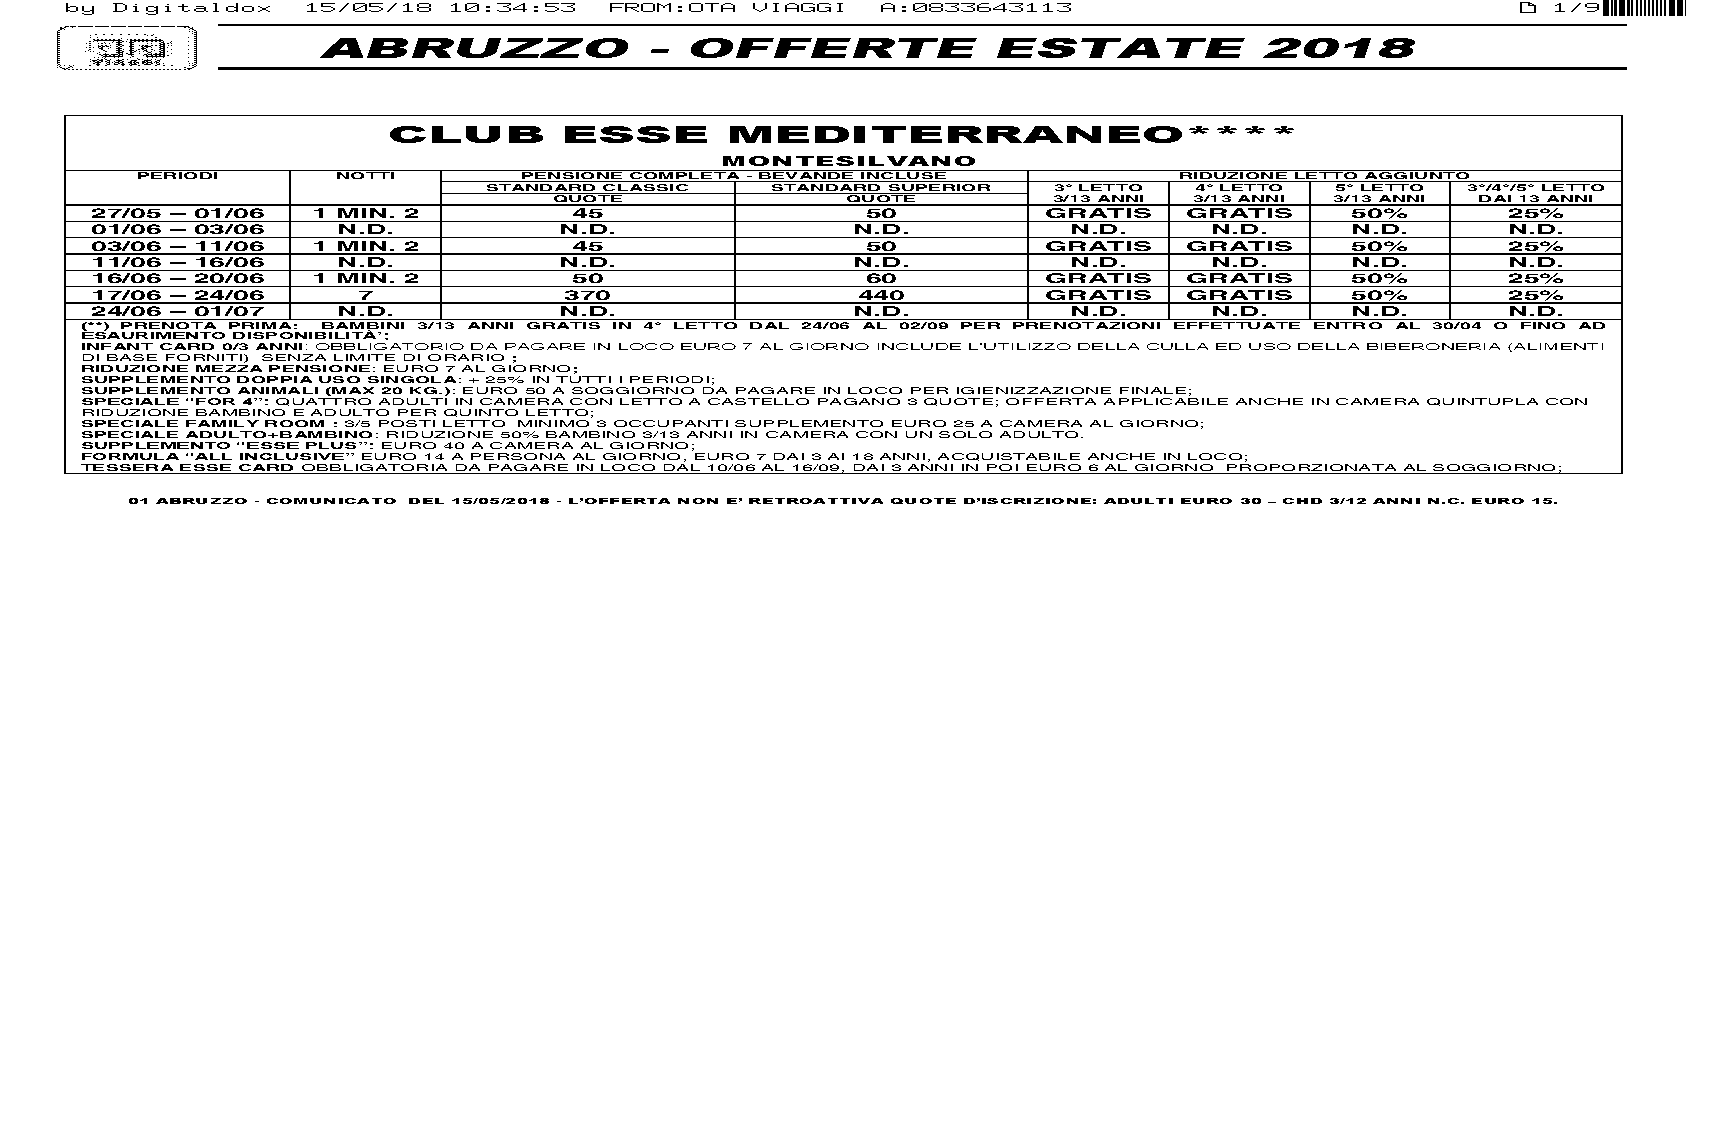 by Digitaldox 15/05/18 10:34:53 FROM:OTA VIAGGI A:0833643113 1/9
VIAGGI
ABRUZZO - OFFERTE ESTATE 2018
CLUB ESSE MEDITERRANEO****
MONTESILVANO
PERIODI NOTTI PENSIONE COMPLETA - BEVANDE INCLUSE RIDUZIONE LETTO AGGIUNTO
STANDARD CLASSIC STANDARD SUPERIOR 3° LETTO 4° LETTO 5° LETTO 3°/4°/5° LETTO
QUOTE QUOTE 3/13 ANNI 3/13 ANNI 3/13 ANNI DAI 13 ANNI
27/05 – 01/06 1 MIN. 2 45 50 GRATIS GRATIS 50% 25%
01/06 – 03/06 N.D. N.D. N.D. N.D. N.D. N.D. N.D.
03/06 – 11/06 1 MIN. 2 45 50 GRATIS GRATIS 50% 25%
11/06 – 16/06 N.D. N.D. N.D. N.D. N.D. N.D. N.D.
16/06 – 20/06 1 MIN. 2 50 60 GRATIS GRATIS 50% 25%
17/06 – 24/06 7 370 440 GRATIS GRATIS 50% 25%
24/06 – 01/07 N.D. N.D. N.D. N.D. N.D. N.D. N.D.
(**) PRENOTA PRIMA: BAMBINI 3/13 ANNI GRATIS IN 4° LETTO DAL 24/06 AL 02/09 PER PRENOTAZIONI EFFETTUATE ENTRO AL 30/04 O FINO AD
ESAURIMENTO DISPONIBILITÀ';
INFANT CARD 0/3 ANNI: OBBLIGATORIO DA PAGARE IN LOCO EURO 7 AL GIORNO INCLUDE L'UTILIZZO DELLA CULLA ED USO DELLA BIBERONERIA (ALIMENTI
DI BASE FORNITI) SENZA LIMITE DI ORARIO ;
RIDUZIONE MEZZA PENSIONE: EURO 7 AL GIORNO;
SUPPLEMENTO DOPPIA USO SINGOLA: + 25% IN TUTTI I PERIODI;
SUPPLEMENTO ANIMALI (MAX 20 KG.): EURO 50 A SOGGIORNO DA PAGARE IN LOCO PER IGIENIZZAZIONE FINALE;
SPECIALE "FOR 4": QUATTRO ADULTI IN CAMERA CON LETTO A CASTELLO PAGANO 3 QUOTE; OFFERTA APPLICABILE ANCHE IN CAMERA QUINTUPLA CON
RIDUZIONE BAMBINO E ADULTO PER QUINTO LETTO;
SPECIALE FAMILY ROOM : 3/5 POSTI LETTO MINIMO 3 OCCUPANTI SUPPLEMENTO EURO 25 A CAMERA AL GIORNO;
SPECIALE ADULTO+BAMBINO: RIDUZIONE 50% BAMBINO 3/13 ANNI IN CAMERA CON UN SOLO ADULTO.
SUPPLEMENTO "ESSE PLUS": EURO 40 A CAMERA AL GIORNO;
FORMULA "ALL INCLUSIVE" EURO 14 A PERSONA AL GIORNO, EURO 7 DAI 3 AI 18 ANNI, ACQUISTABILE ANCHE IN LOCO;
TESSERA ESSE CARD OBBLIGATORIA DA PAGARE IN LOCO DAL 10/06 AL 16/09, DAI 3 ANNI IN POI EURO 6 AL GIORNO PROPORZIONATA AL SOGGIORNO;
01 ABRUZZO - COMUNICATO DEL 15/05/2018 - L'OFFERTA NON E' RETROATTIVA QUOTE D'ISCRIZIONE: ADULTI EURO 30 – CHD 3/12 ANNI N.C. EURO 15.